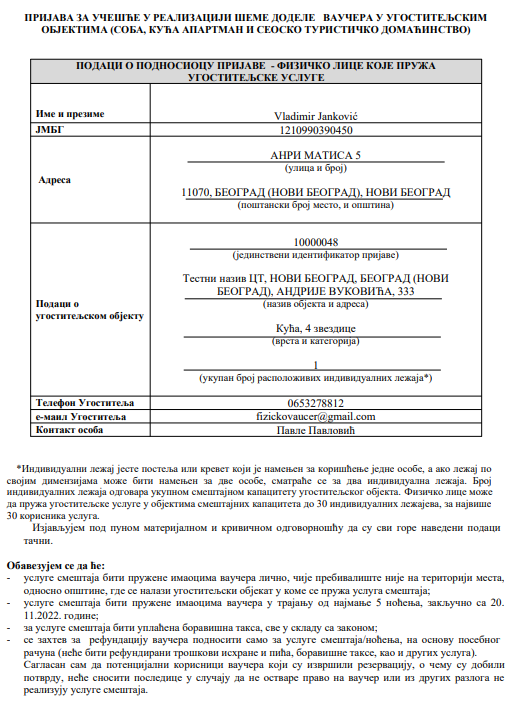 ПРИЈАВА ЗА УЧЕШЋЕ У РЕАЛИЗАЦИЈИ ШЕМЕ ДОДЕЛЕ ВАУЧЕРА У УГОСТИТЕЉСКИМ
ОБЈЕКТИМА (СОБА, КУЋА АПАРТМАН И СЕОСКО ТУРИСТИЧКО ДОМАЋИНСТВО)
ПОДАЦИ О ПОДНОСИОЦУ ПРИЈАВЕ - ФИЗИЧКО ЛИЦЕ КОЈЕ ПРУЖА
УГОСТИТЕЉСКЕ УСЛУГЕ
Име и презиме
Vladimir Janković
ЈМБГ
1210990390450
Адреса
АНРИ МАТИСА 5
(улица и број)
11070, БЕОГРАД (НОВИ БЕОГРАД), НОВИ БЕОГРАД
(поштански број место, и општина)
Подаци о
угоститељском објекту
10000048
(јединствени идентификатор пријаве)
Тестни назив ЦТ, НОВИ БЕОГРАД, БЕОГРАД (НОВИ
БЕОГРАД), АНДРИЈЕ ВУКОВИЋА, 333
(назив објекта и адреса)
Кућа, 4 звездице
(врста и категорија)
1
(укупан број расположивих индивидуалних лежаја*)
Телефон Угоститеља
0653278812
е-маил Угоститеља
fizickovaucer@gmail.com
Контакт особа
Павле Павловић
*Индивидуални лежај јесте постеља или кревет који је намењен за коришћење једне особе, а ако лежај по
својим димензијама може бити намењен за две особе, сматраће се за два индивидуална лежаја. Број
индивидуалних лежаја одговара укупном смештајном капацитету угоститељског објекта. Физичко лице може
да пружа угоститељске услуге у објектима смештајних капацитета до 30 индивидуалних лежајева, за највише
30 корисника услуга.
Изјављујем под пуном материјалном и кривичном одговорношћу да су сви горе наведени подаци
тачни.
Обавезујем се да ће:
- услуге смештаја бити пружене имаоцима ваучера лично, чије пребивалиште није на територији места,
односно општине, где се налази угоститељски објекат у коме се пружа услуга смештаја;
- услуге смештаја бити пружене имаоцима ваучера у трајању од најмање 5 ноћења, закључно са 20.
11.2022. године;
- за услуге смештаја бити уплаћена боравишна такса, све у складу са законом;
- се захтев за рефундацију ваучера подносити само за услуге смештаја/ноћења, на основу посебног
рачуна (неће бити рефундирани трошкови исхране и пића, боравишне таксе, као и других услуга).
Сагласан сам да потенцијални корисници ваучера који су извршили резервацију, о чему су добили
потврду, неће сносити последице у случају да не остваре право на ваучер или из других разлога не
реализују услуге смештаја.